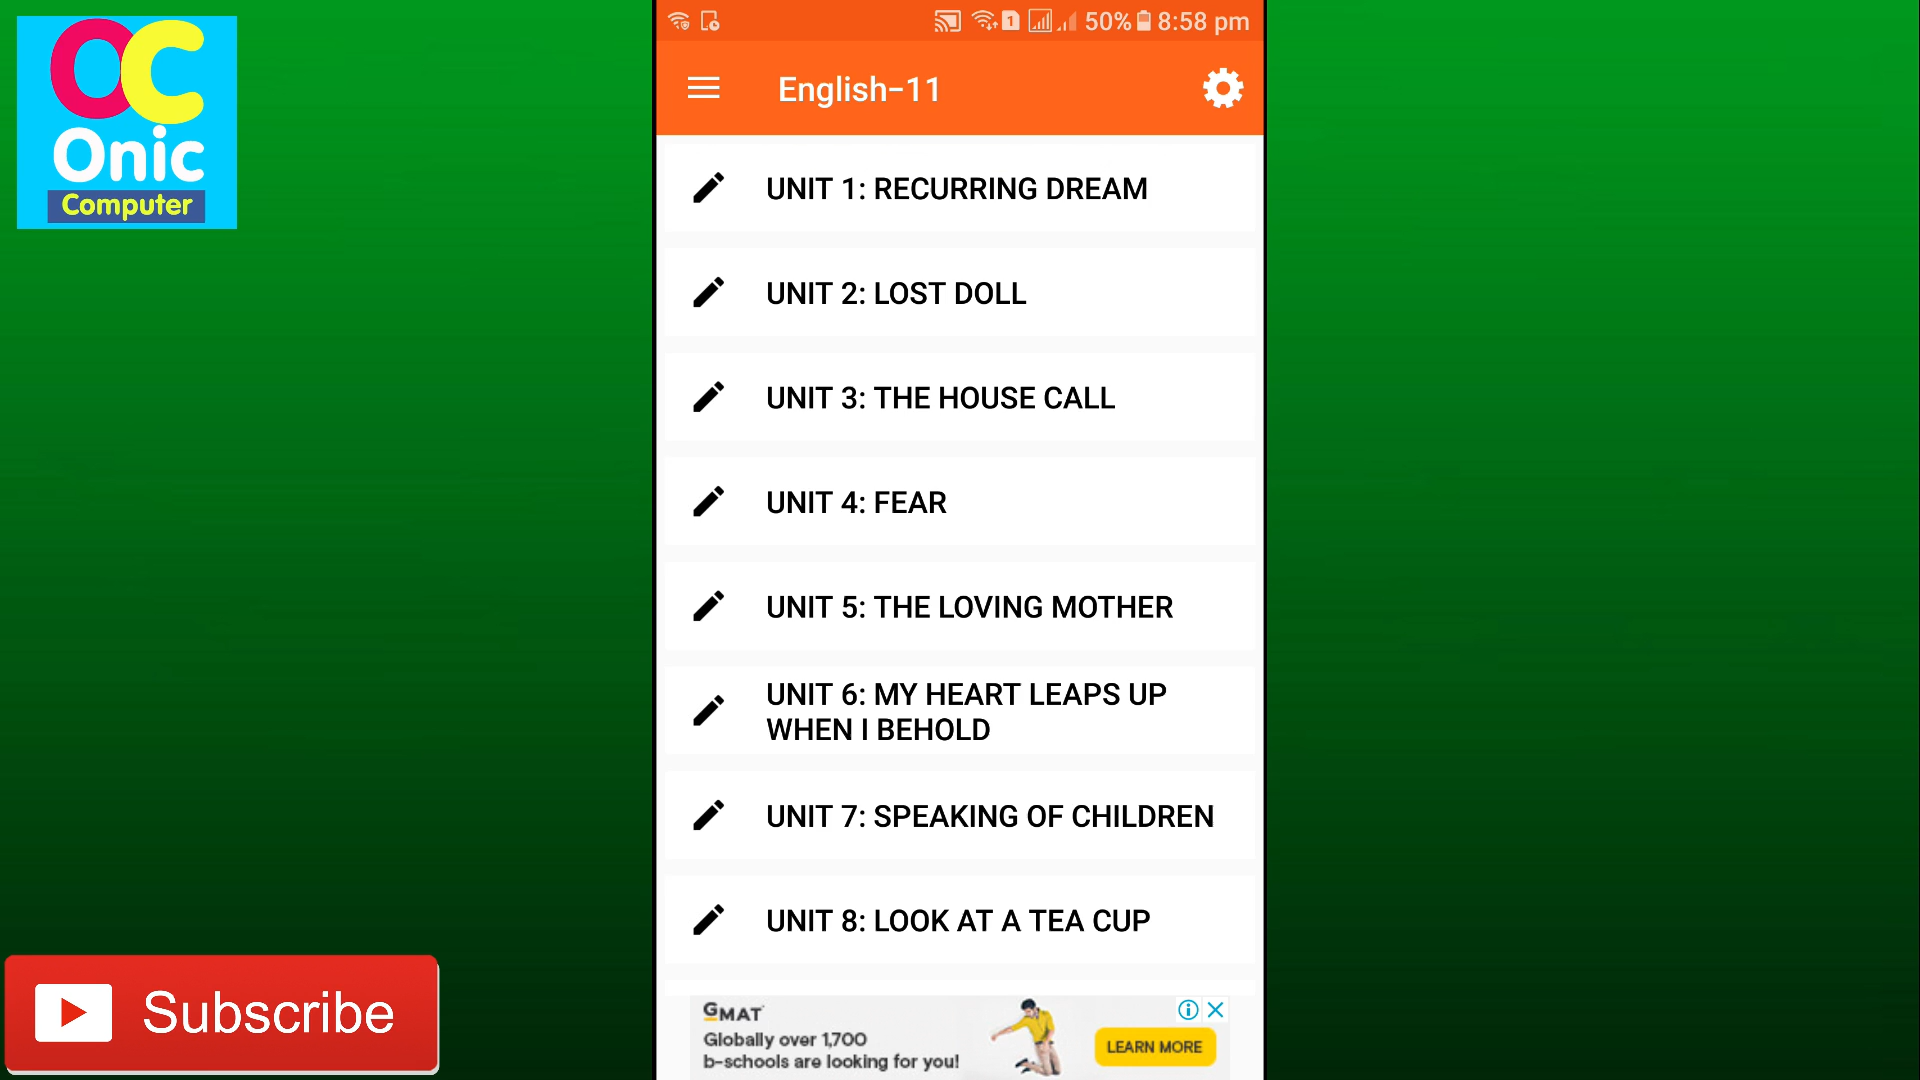 OC
Onic
Computer
1 50% 8:58 pm
English-11
UNIT 1: RECURRING DREAM
UNIT 2: LOST DOLL
UNIT 3: THE HOUSE CALL
UNIT 4: FEAR
UNIT 5: THE LOVING MOTHER
UNIT 6: MY HEART LEAPS UP
WHEN I BEHOLD
UNIT 7: SPEAKING OF CHILDREN
UNIT 8: LOOK AT A TEA CUP
GMAT
Globally over 1,700
b-schools are looking for you!
LEARN MORE
Subscribe